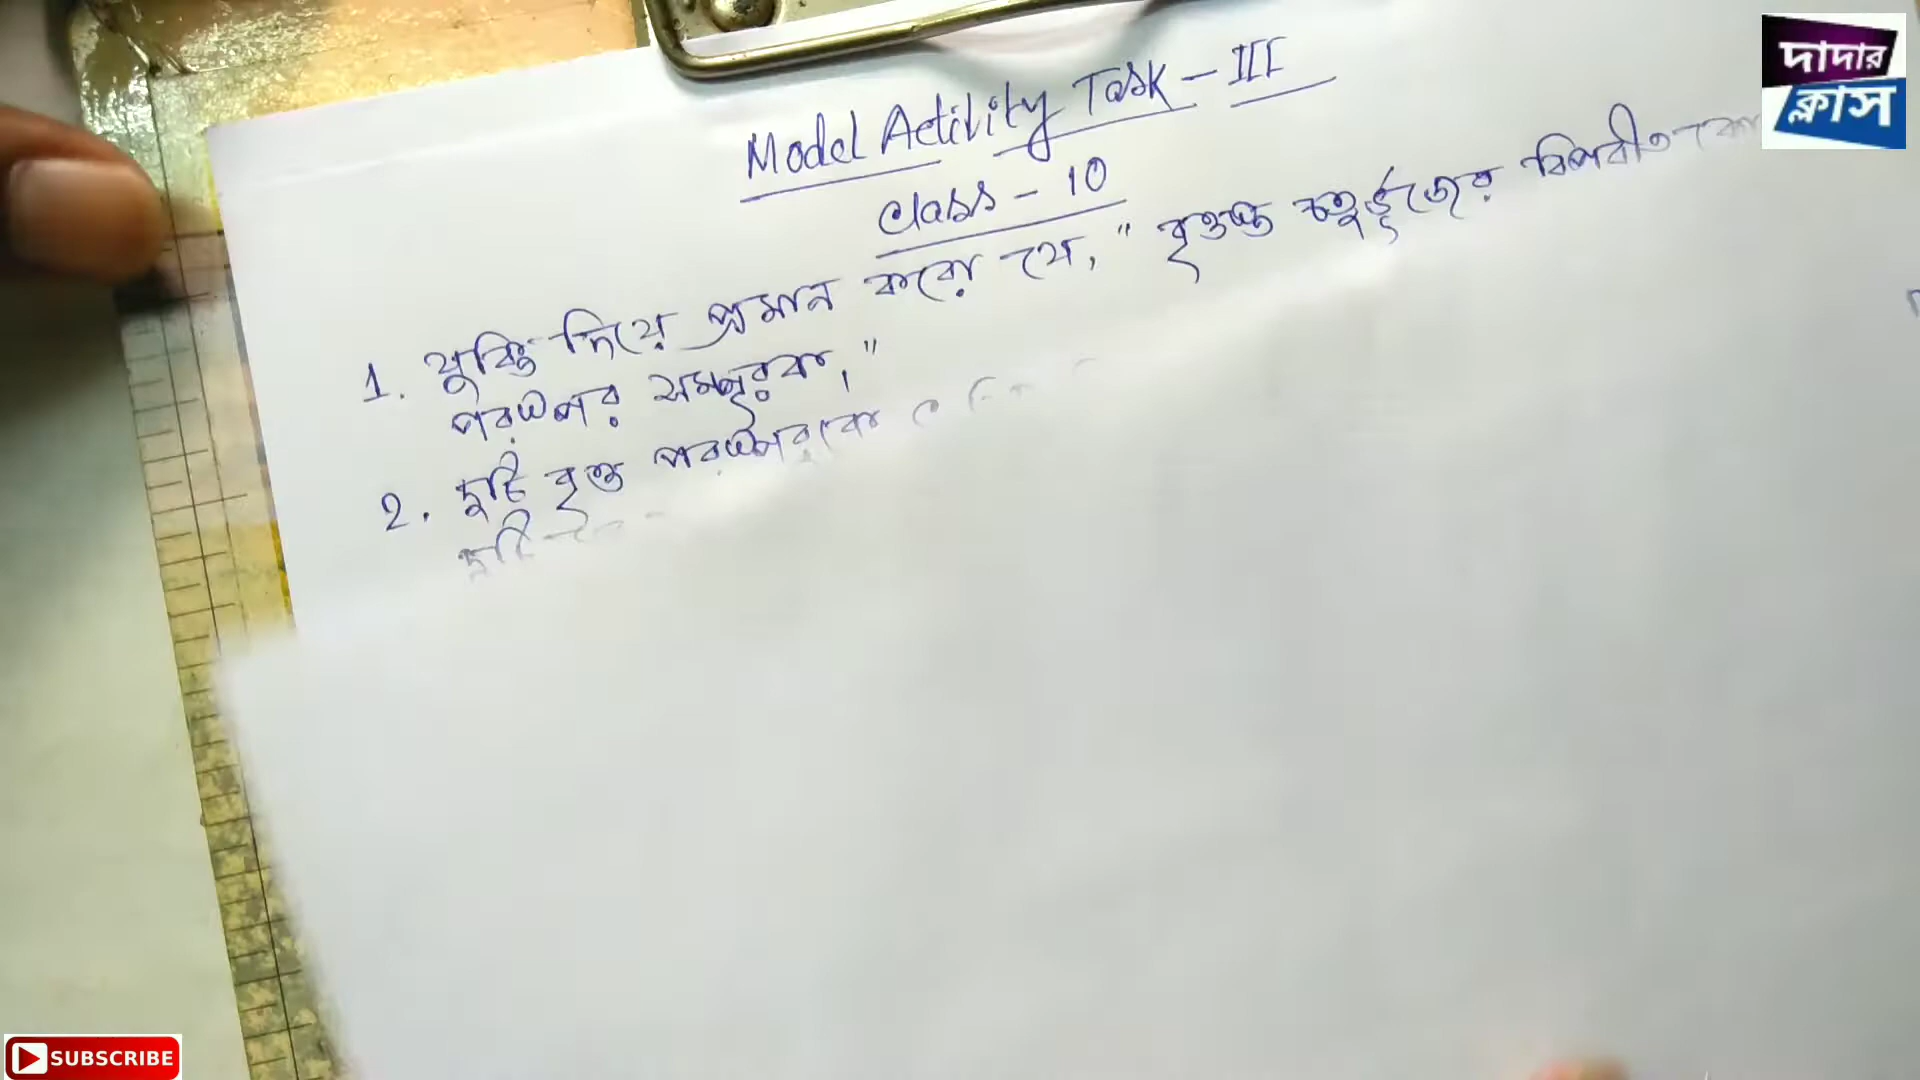 দাদার
ক্লাস
Model Activity Task – III
Class – 10
1. যুক্তি দিয়ে প্রমান করো যে, " বৃত্তস্থ চতুর্ভূজের বিপরীত
পরস্পর সম্পূরক।"
2. দুটি বৃত্ত পরস্পরকে
দুটি
SUBSCRIBE